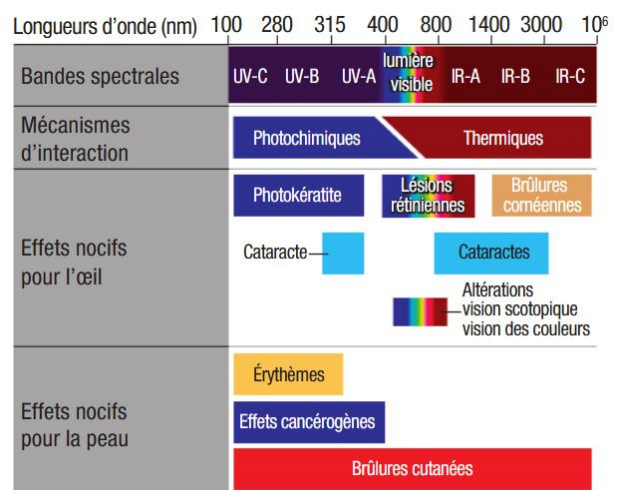 Longueurs d'onde (nm) 100 280 315 400 800 1400 3000 10⁶
Bandes spectrales UV-C UV-B UV-A lumière visible IR-A IR-B IR-C
Mécanismes
d'interaction
Photochimiques Thermiques
Effets nocifs
pour l'œil
Photokératite
Lésions
rétiniennes
Brûlures
cornéennes
Cataracte
Cataractes
Altérations
vision scotopique
vision des couleurs
Effets nocifs
pour la peau
Érythèmes
Effets cancérogènes
Brûlures cutanées